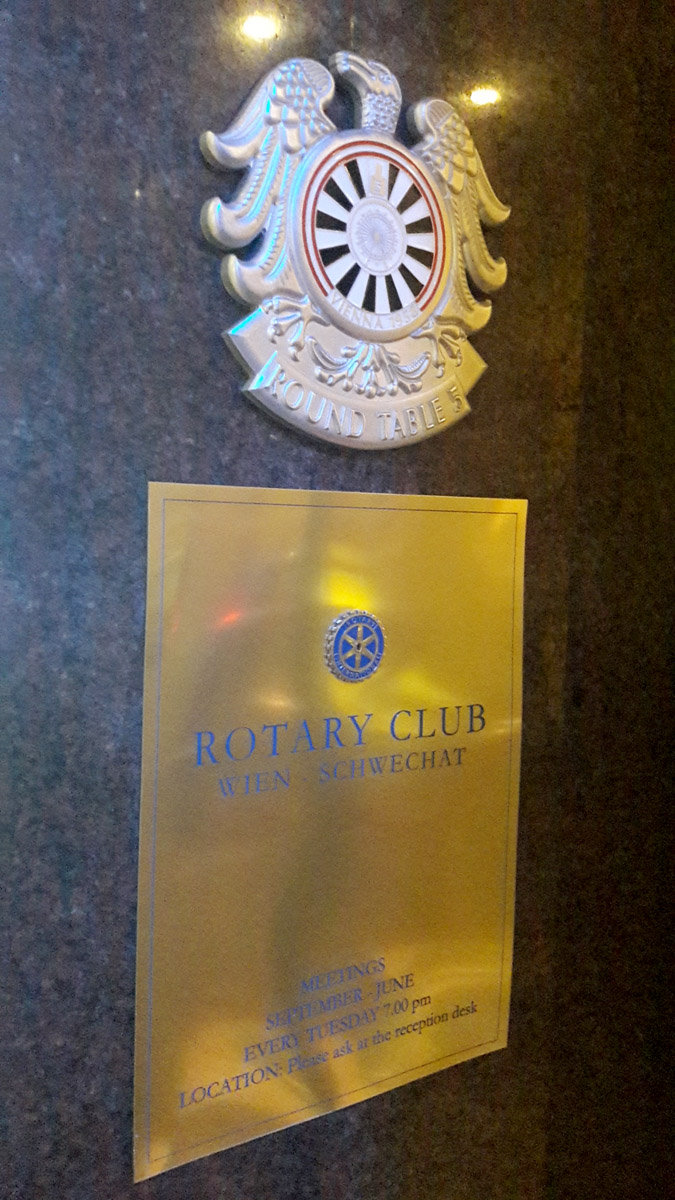 VIENNA
ROUND TABLE 5
ROTARY CLUB
WIEN - SCHWECHAT
MEETINGS
SEPTEMBER - JUNE
EVERY TUESDAY 7.00 pm
LOCATION: Please ask at the reception desk